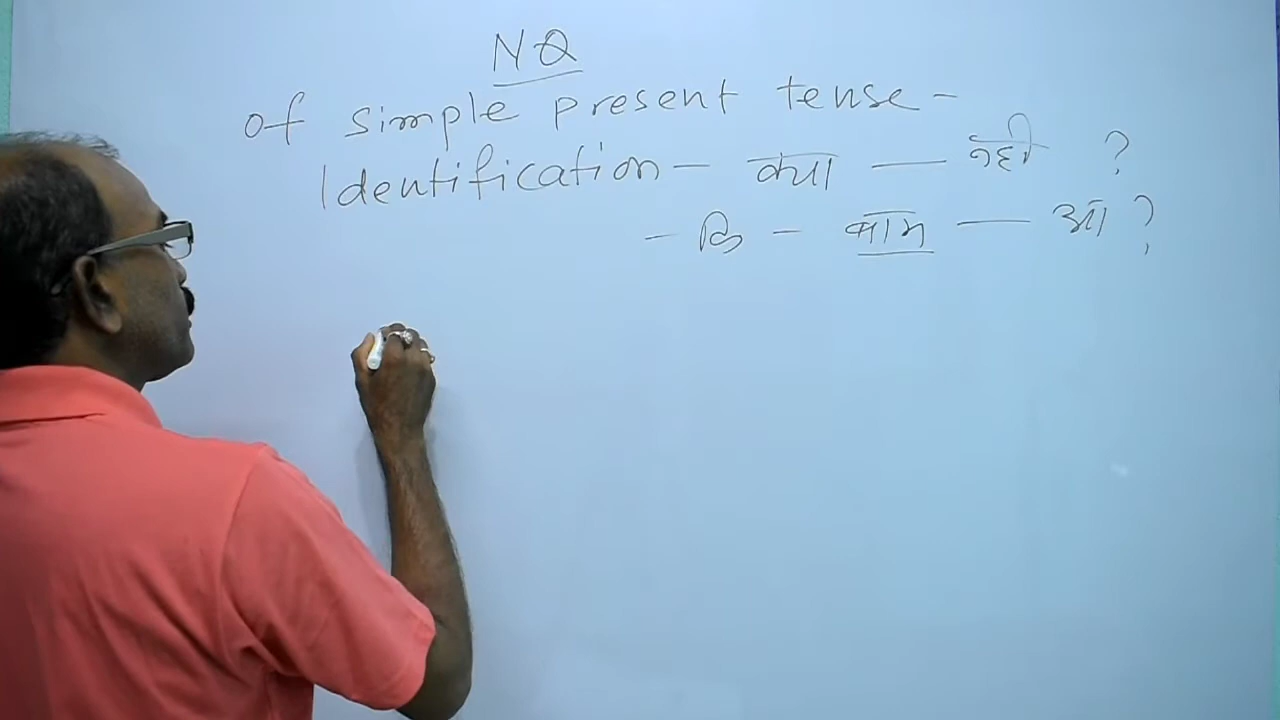 NQ
of simple present tense -
Identification - क्या — नहीं ?
- कि - काम — ?